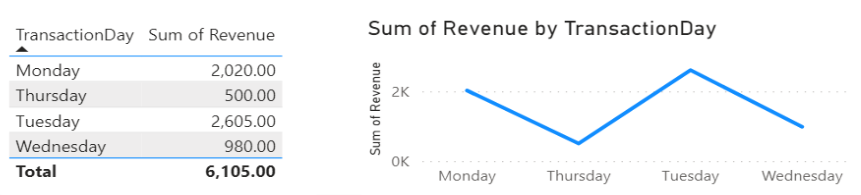 TransactionDay Sum of Revenue
Monday 2,020.00
Thursday 500.00
Tuesday 2,605.00
Wednesday 980.00
Total 6,105.00
Sum of Revenue by TransactionDay
Sum of Revenue
2K
0K
Monday Thursday Tuesday Wednesday